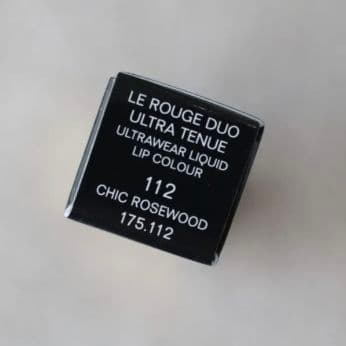 LE ROUGE DUO
ULTRA TENUE
ULTRAWEAR LIQUID
LIP COLOUR
112
CHIC ROSEWOOD
175.112